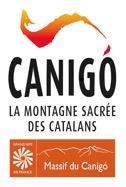 CANIGÓ
LA MONTAGNE SACRÉE
DES CATALANS
GRAND SITE
DE FRANCE
Massif du Canigó